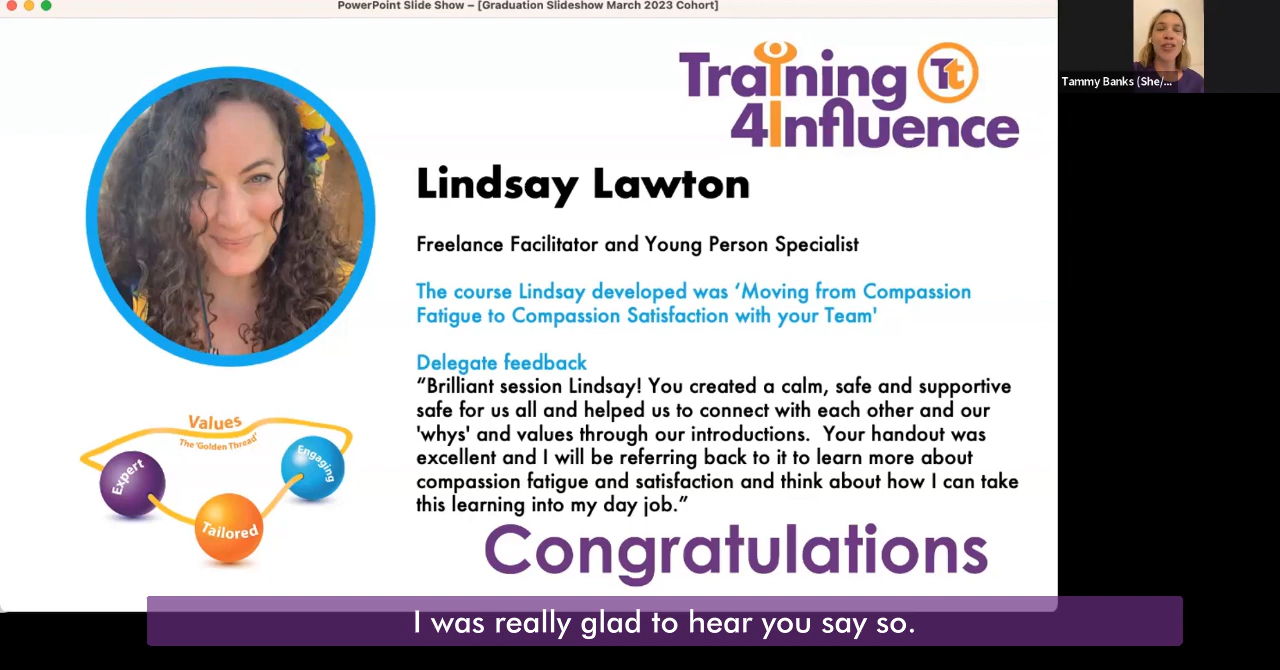 PowerPoint Slide Show – [Graduation Slideshow March 2023 Cohort]
Tammy Banks (She/...
Training Tt
4Influence
Lindsay Lawton
Freelance Facilitator and Young Person Specialist
The course Lindsay developed was ‘Moving from Compassion
Fatigue to Compassion Satisfaction with your Team'
Delegate feedback
“Brilliant session Lindsay! You created a calm, safe and supportive
safe for us all and helped us to connect with each other and our
'whys' and values through our introductions.  Your handout was
excellent and I will be referring back to it to learn more about
compassion fatigue and satisfaction and think about how I can take
this learning into my day job.”
Values
The 'Golden Thread'
Expert
Tailored
Engaging
Congratulations
I was really glad to hear you say so.